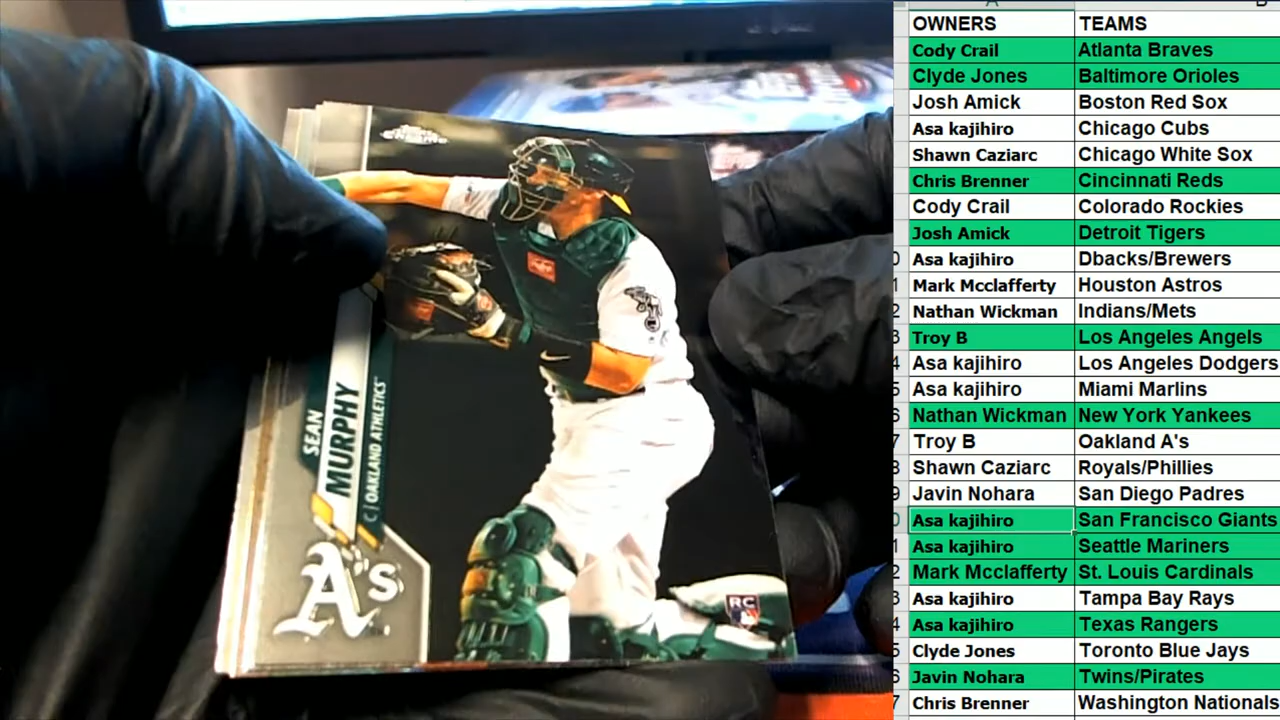 Topps
CHROME
SEAN
MURPHY
C | OAKLAND ATHLETICS
A's
RC
OWNERS TEAMS
Cody Crail Atlanta Braves
Clyde Jones Baltimore Orioles
Josh Amick Boston Red Sox
Asa kajihiro Chicago Cubs
Shawn Caziarc Chicago White Sox
Chris Brenner Cincinnati Reds
Cody Crail Colorado Rockies
Josh Amick Detroit Tigers
Asa kajihiro Dbacks/Brewers
Mark Mcclafferty Houston Astros
Nathan Wickman Indians/Mets
Troy B Los Angeles Angels
Asa kajihiro Los Angeles Dodgers
Asa kajihiro Miami Marlins
Nathan Wickman New York Yankees
Troy B Oakland A's
Shawn Caziarc Royals/Phillies
Javin Nohara San Diego Padres
Asa kajihiro San Francisco Giants
Asa kajihiro Seattle Mariners
Mark Mcclafferty St. Louis Cardinals
Asa kajihiro Tampa Bay Rays
Asa kajihiro Texas Rangers
Clyde Jones Toronto Blue Jays
Javin Nohara Twins/Pirates
Chris Brenner Washington Nationals